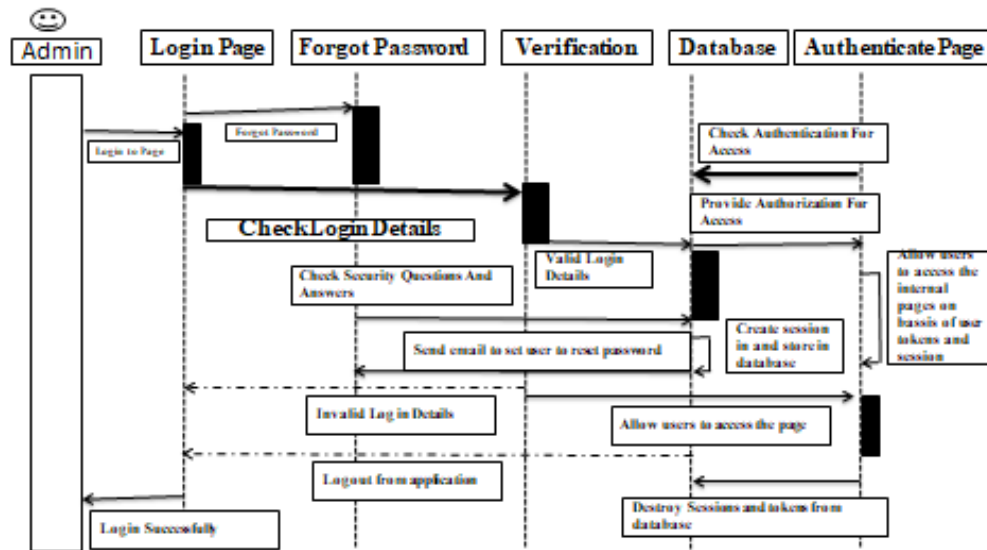 Admin
Login Page
Forgot Password
Verification
Database
Authenticate Page
Forgot Password
Login to Page
Check Authentication For
Access
Provide Authorization For
Access
CheckLogin Details
Valid Login
Details
Allow users
to access the
internal
pages on
bassis of user
tokens and
session
Check Security Questions And
Answers
Create session
in and store in
database
Send email to set user to reset password
Invalid Log in Details
Allow users to access the page
Logout from application
Destroy Sessions and tokens from
database
Login Successfully